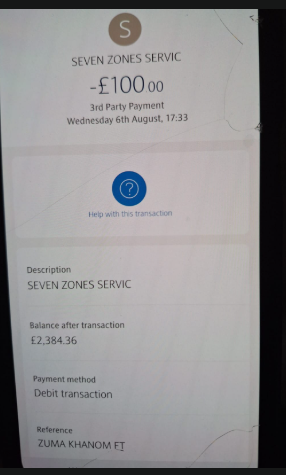 S
SEVEN ZONES SERVIC
-£100.00
3rd Party Payment
Wednesday 6th August, 17:33
?
Help with this transaction
Description
SEVEN ZONES SERVIC
Balance after transaction
£2,384.36
Payment method
Debit transaction
Reference
ZUMA KHANOM FT